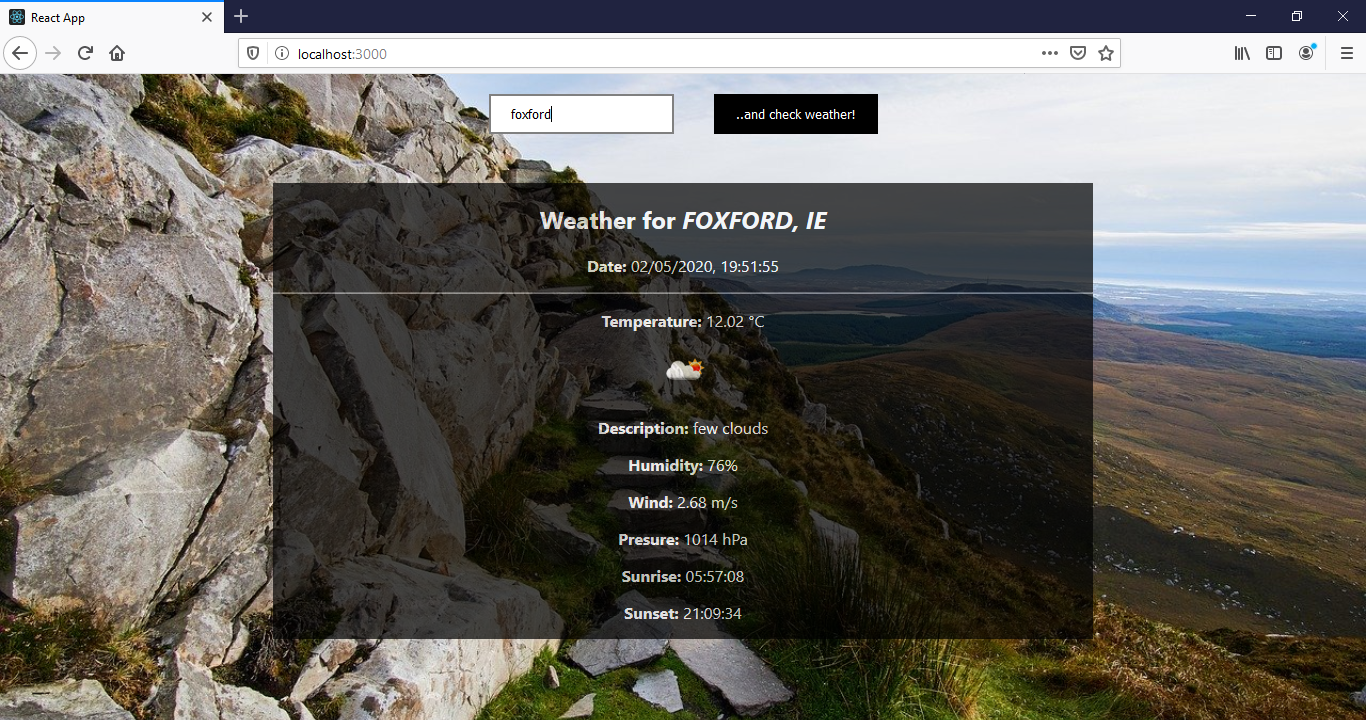 React App
localhost:3000
foxford
..and check weather!
Weather for FOXFORD, IE
Date: 02/05/2020, 19:51:55
Temperature: 12.02 °C
Description: few clouds
Humidity: 76%
Wind: 2.68 m/s
Presure: 1014 hPa
Sunrise: 05:57:08
Sunset: 21:09:34